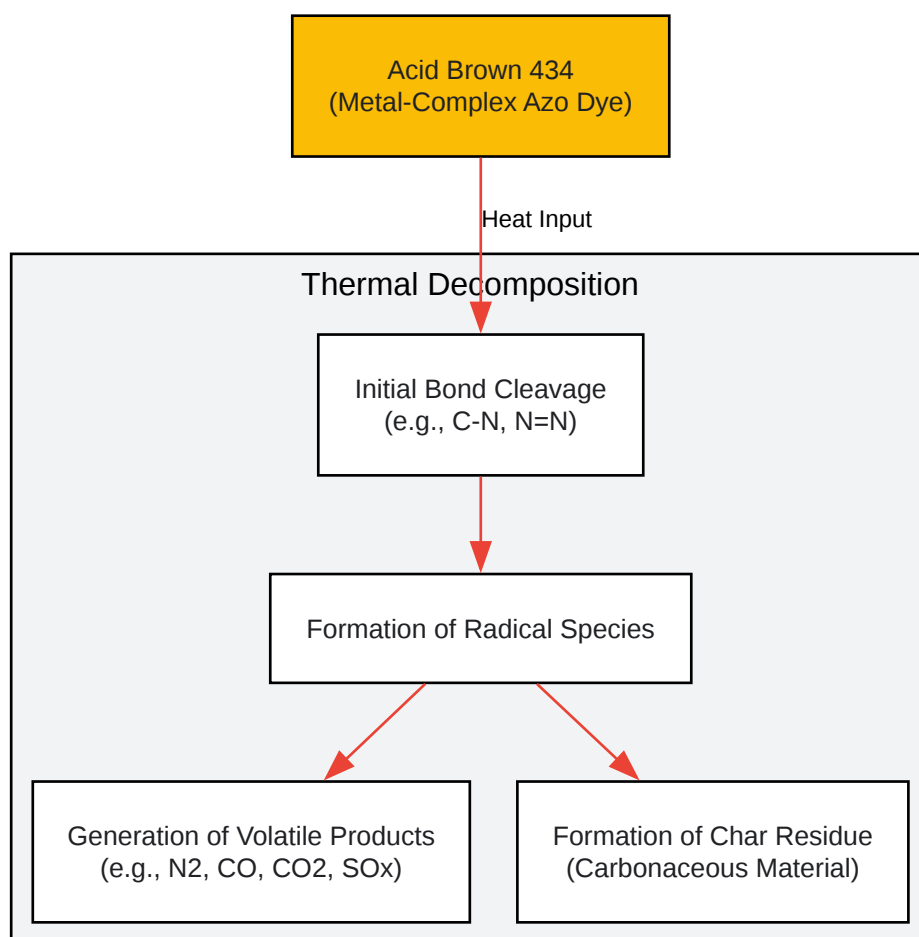 Acid Brown 434
(Metal-Complex Azo Dye)
Heat Input
Thermal Decomposition
Initial Bond Cleavage
(e.g., C-N, N=N)
Formation of Radical Species
Generation of Volatile Products
(e.g., N2, CO, CO2, SOx)
Formation of Char Residue
(Carbonaceous Material)